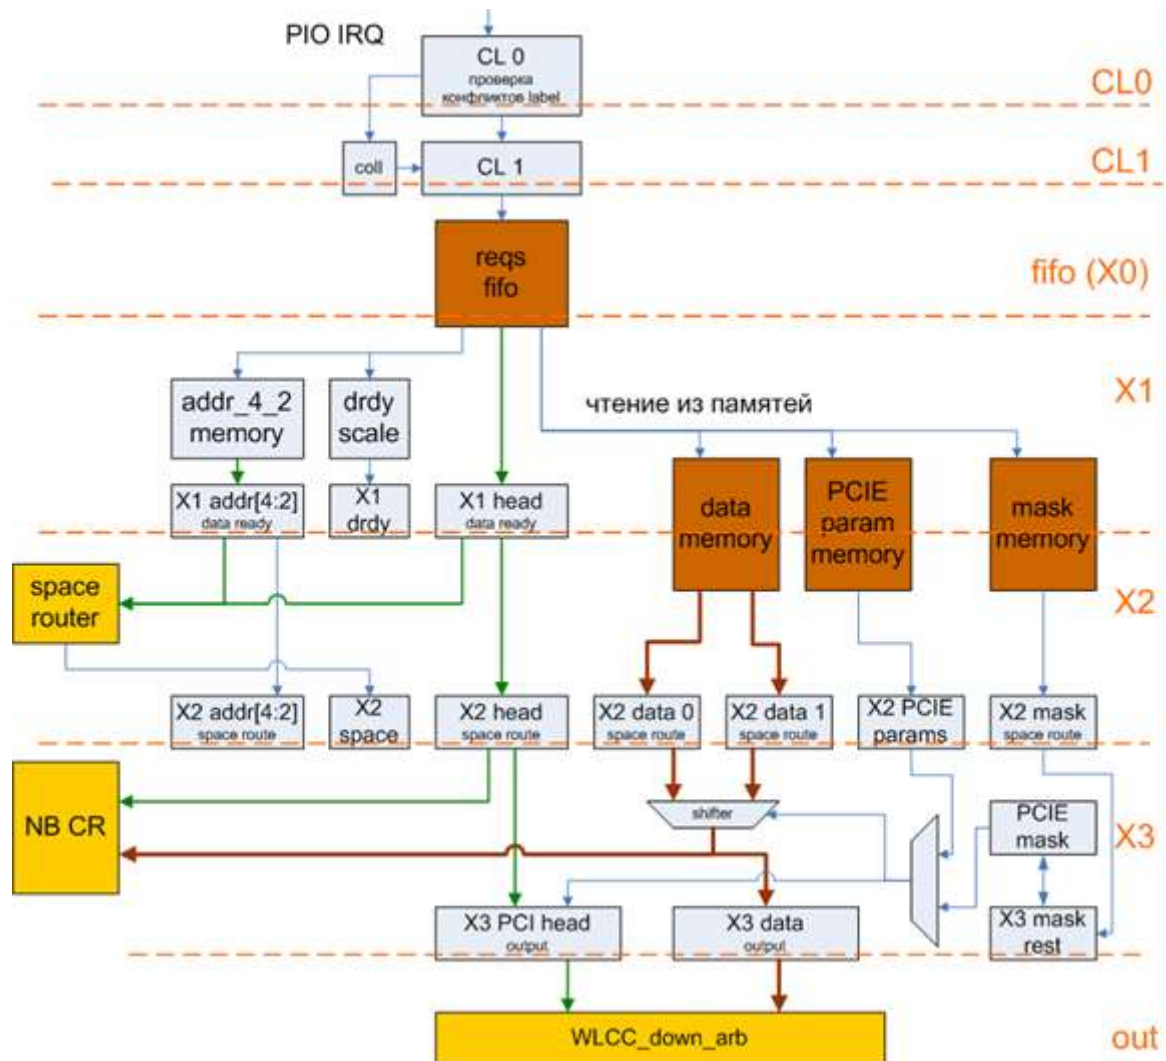 PIO IRQ
CL 0
проверка
конфликтов label
CL0
coll
CL 1
CL1
reqs
fifo
fifo (X0)
X1
addr_4_2
memory
drdy
scale
чтение из памятей
X1 addr[4:2]
data ready
X1
drdy
X1 head
data ready
data
memory
PCIE
param
memory
mask
memory
space
router
X2
X2 addr[4:2]
space route
X2
space
X2 head
space route
X2 data 0
space route
X2 data 1
space route
X2 PCIE
params
X2 mask
space route
NB CR
shifter
PCIE
mask
X3
X3 PCI head
output
X3 data
output
X3 mask
rest
WLCC_down_arb
out